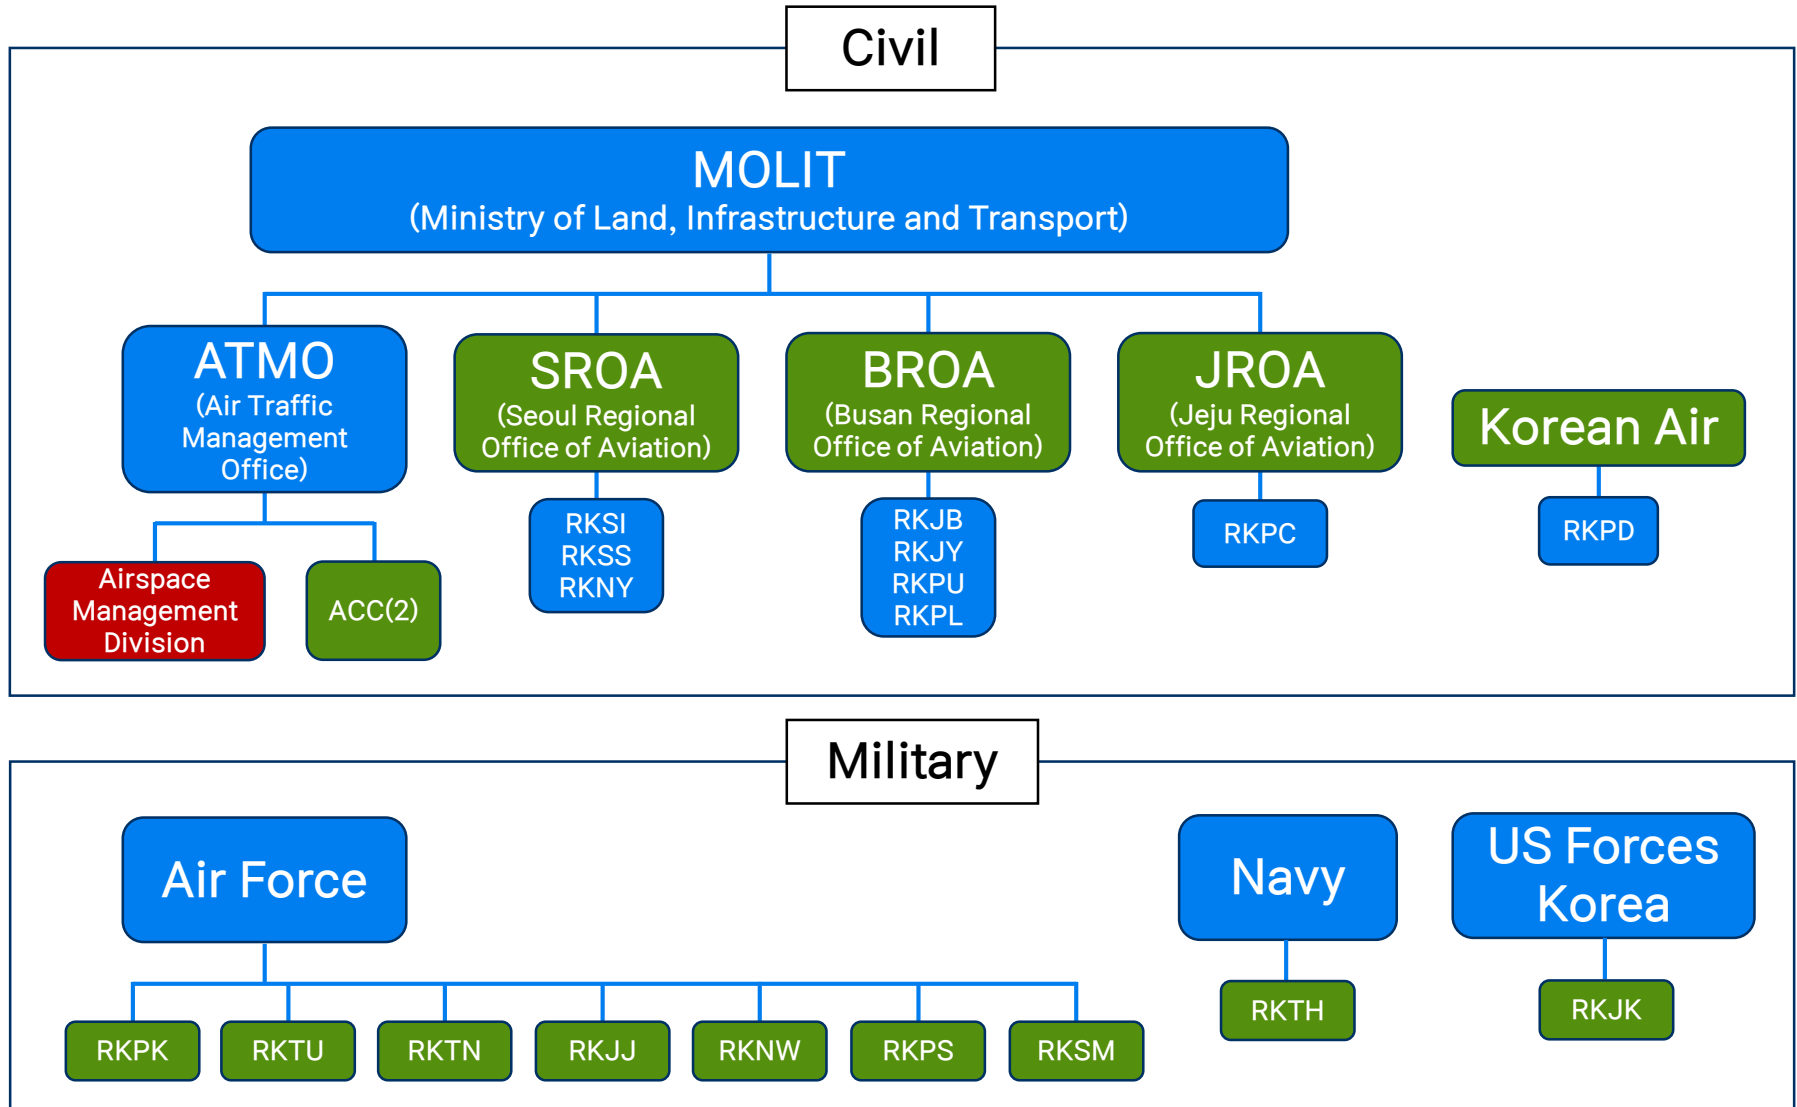 Civil
MOLIT
(Ministry of Land, Infrastructure and Transport)
ATMO
(Air Traffic
Management
Office)
SROA
(Seoul Regional
Office of Aviation)
BROA
(Busan Regional
Office of Aviation)
JROA
(Jeju Regional
Office of Aviation)
Korean Air
Airspace
Management
Division
ACC(2)
RKSI
RKSS
RKNY
RKJB
RKJY
RKPU
RKPL
RKPC
RKPD
Military
Air Force
Navy
US Forces
Korea
RKPK
RKTU
RKTN
RKJJ
RKNW
RKPS
RKSM
RKTH
RKJK